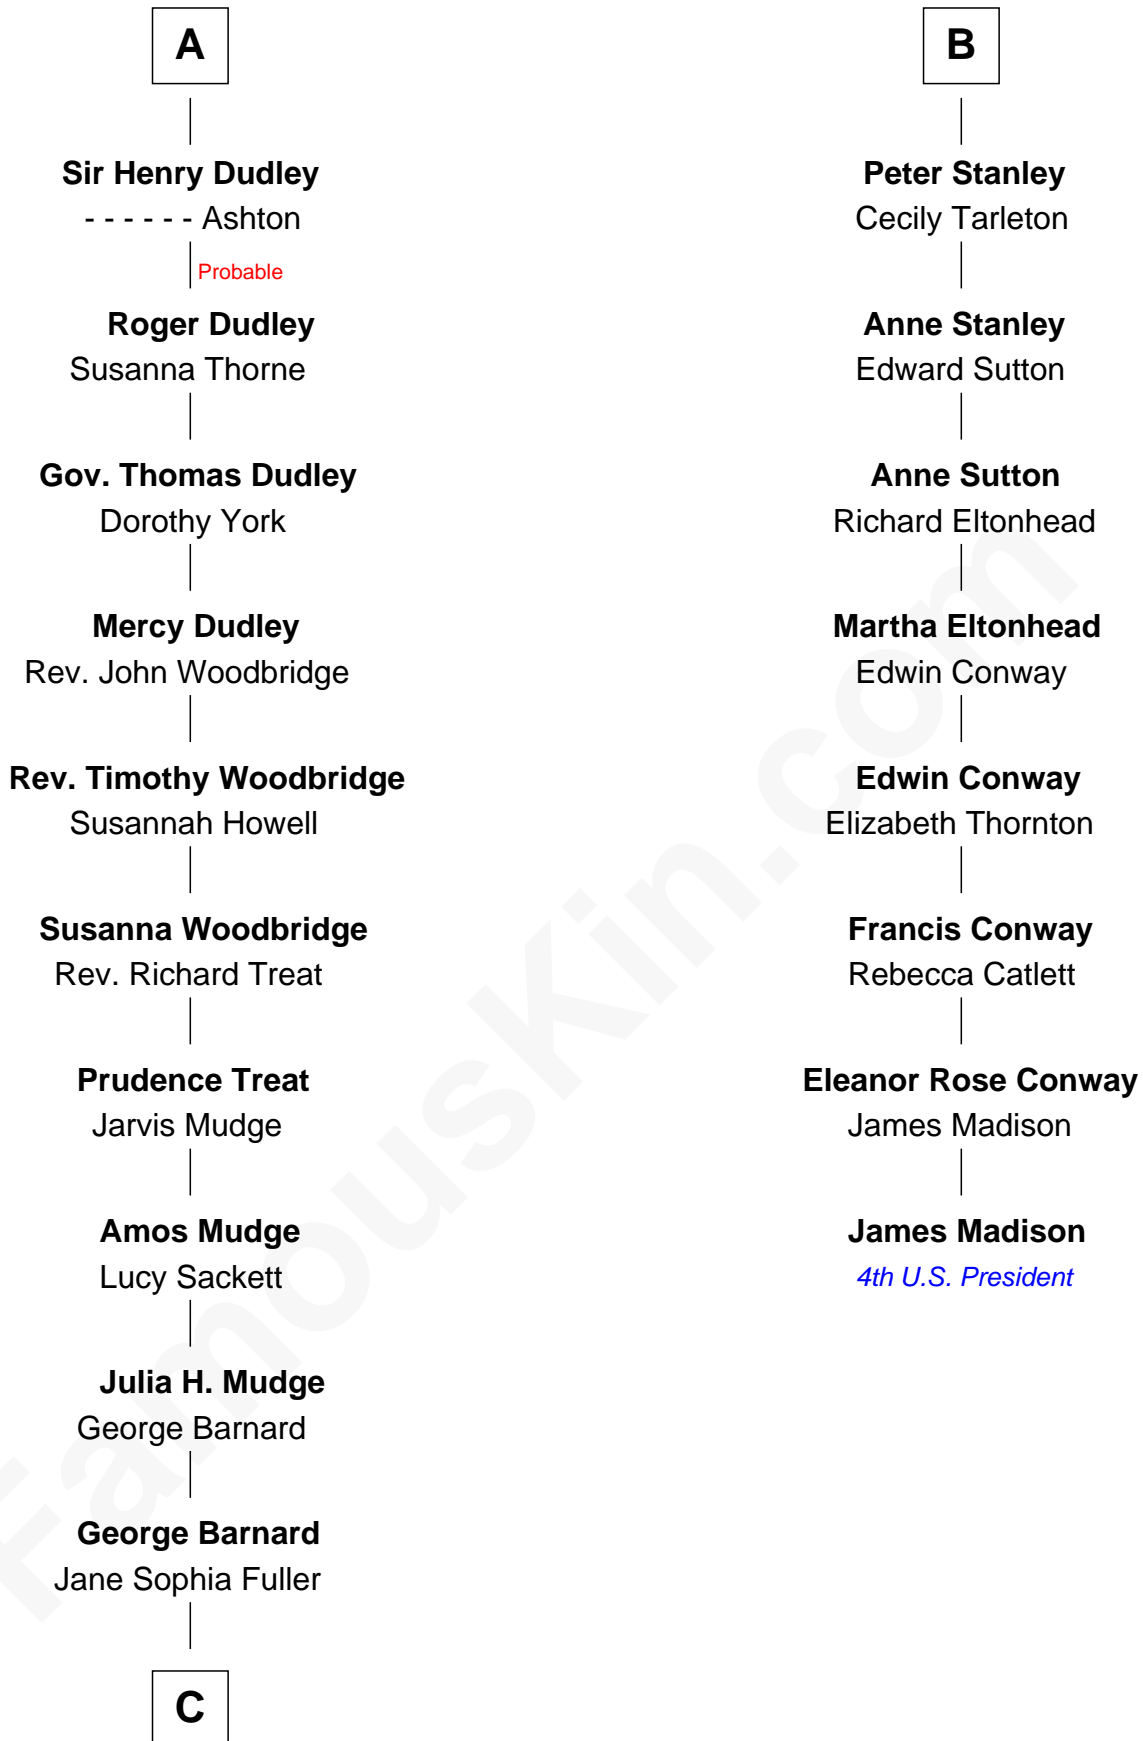 A
Sir Henry Dudley
- - - - - - Ashton
Probable
Roger Dudley
Susanna Thorne
Gov. Thomas Dudley
Dorothy York
Mercy Dudley
Rev. John Woodbridge
Rev. Timothy Woodbridge
Susannah Howell
Susanna Woodbridge
Rev. Richard Treat
Prudence Treat
Jarvis Mudge
Amos Mudge
Lucy Sackett
Julia H. Mudge
George Barnard
George Barnard
Jane Sophia Fuller
C
B
Peter Stanley
Cecily Tarleton
Anne Stanley
Edward Sutton
Anne Sutton
Richard Eltonhead
Martha Eltonhead
Edwin Conway
Edwin Conway
Elizabeth Thornton
Francis Conway
Rebecca Catlett
Eleanor Rose Conway
James Madison
James Madison
4th U.S. President
FamousKin.com